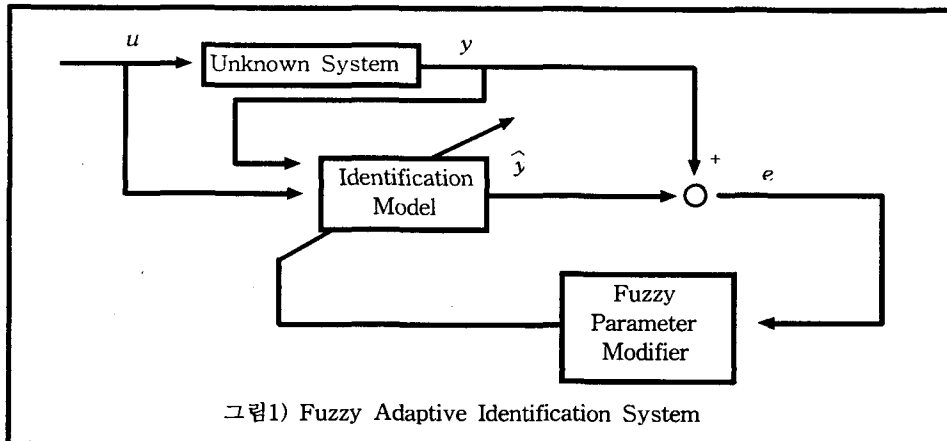 u
y
Unknown System
Identification
Model
ŷ
+
e
Fuzzy
Parameter
Modifier
그림1) Fuzzy Adaptive Identification System